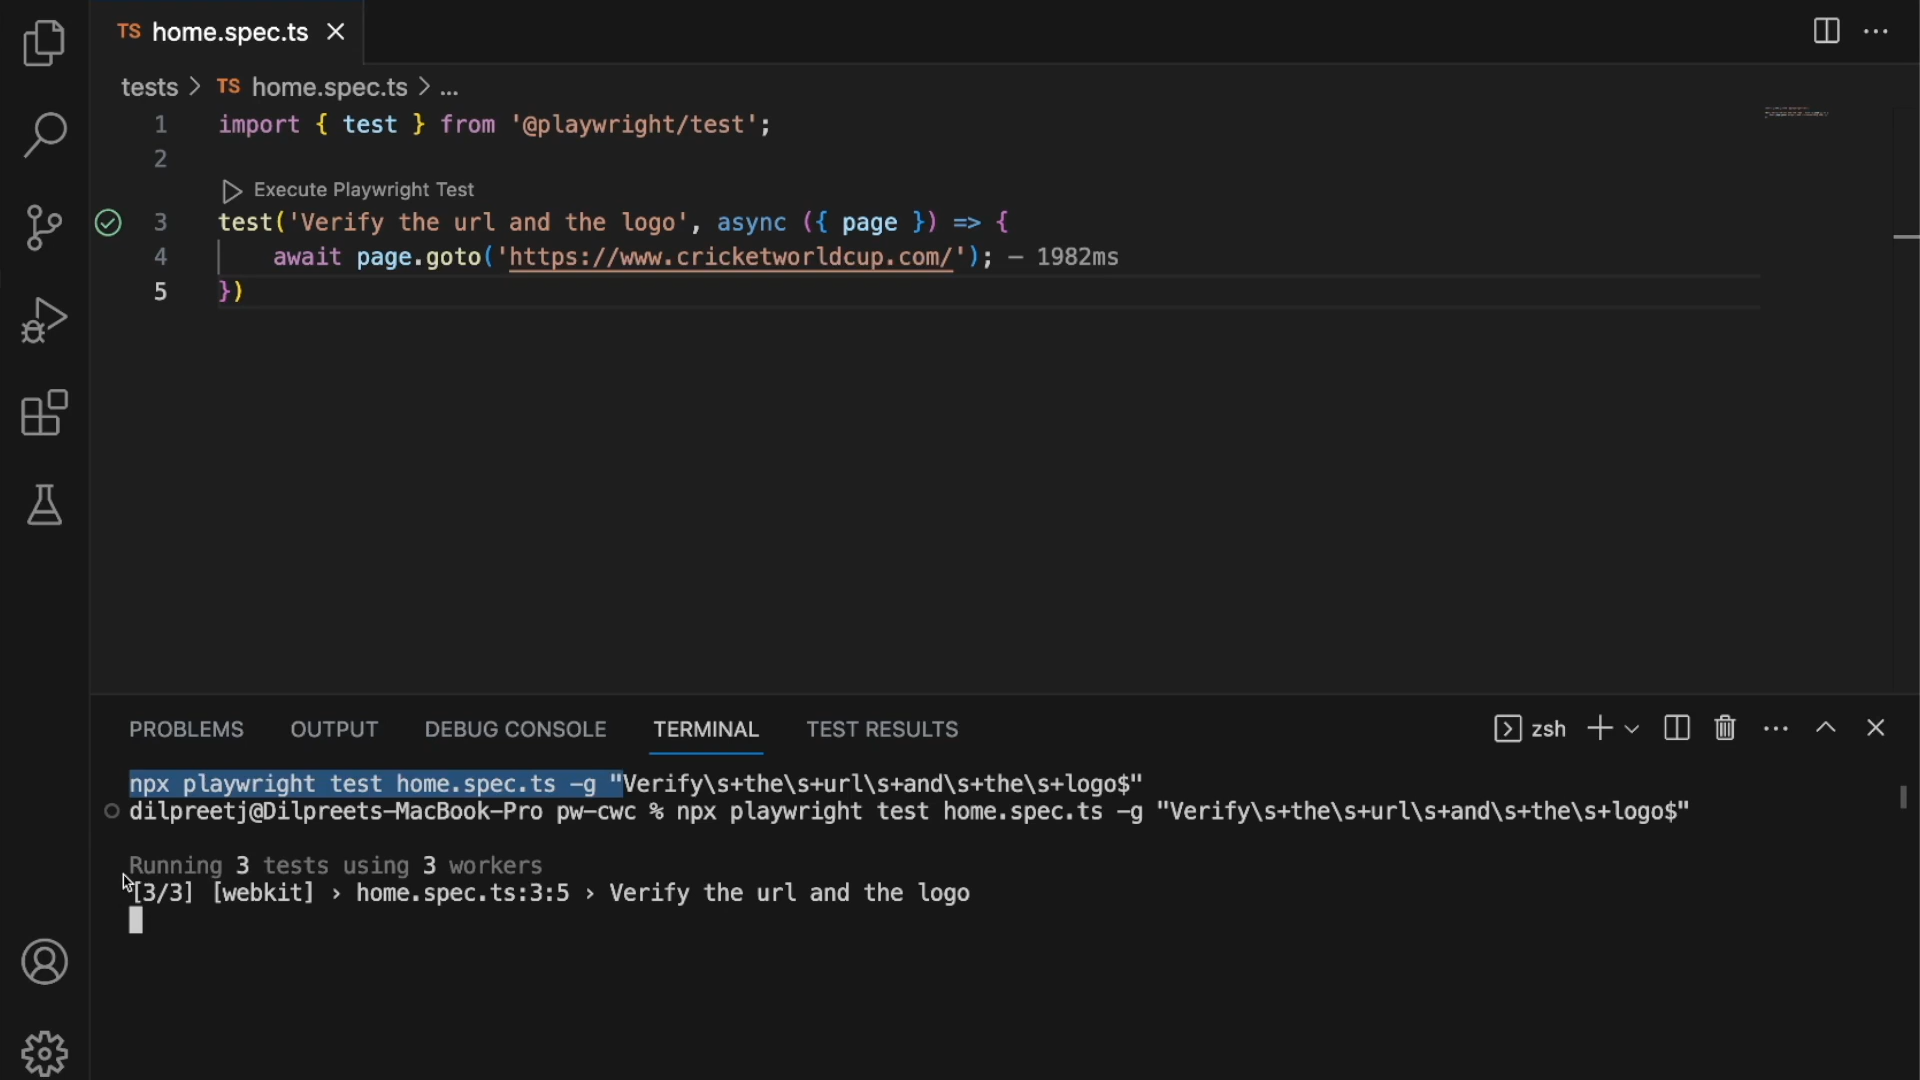 TS home.spec.ts
tests > TS home.spec.ts > ...
1 import { test } from '@playwright/test';
2
Execute Playwright Test
3 test('Verify the url and the logo', async ({ page }) => {
4 await page.goto('https://www.cricketworldcup.com/'); — 1982ms
5 })
PROBLEMS OUTPUT DEBUG CONSOLE TERMINAL TEST RESULTS zsh
npx playwright test home.spec.ts -g "Verify\s+the\s+url\s+and\s+the\s+logo$"
dilpreetj@Dilpreets-MacBook-Pro pw-cwc % npx playwright test home.spec.ts -g "Verify\s+the\s+url\s+and\s+the\s+logo$"
Running 3 tests using 3 workers
[3/3] [webkit] › home.spec.ts:3:5 › Verify the url and the logo